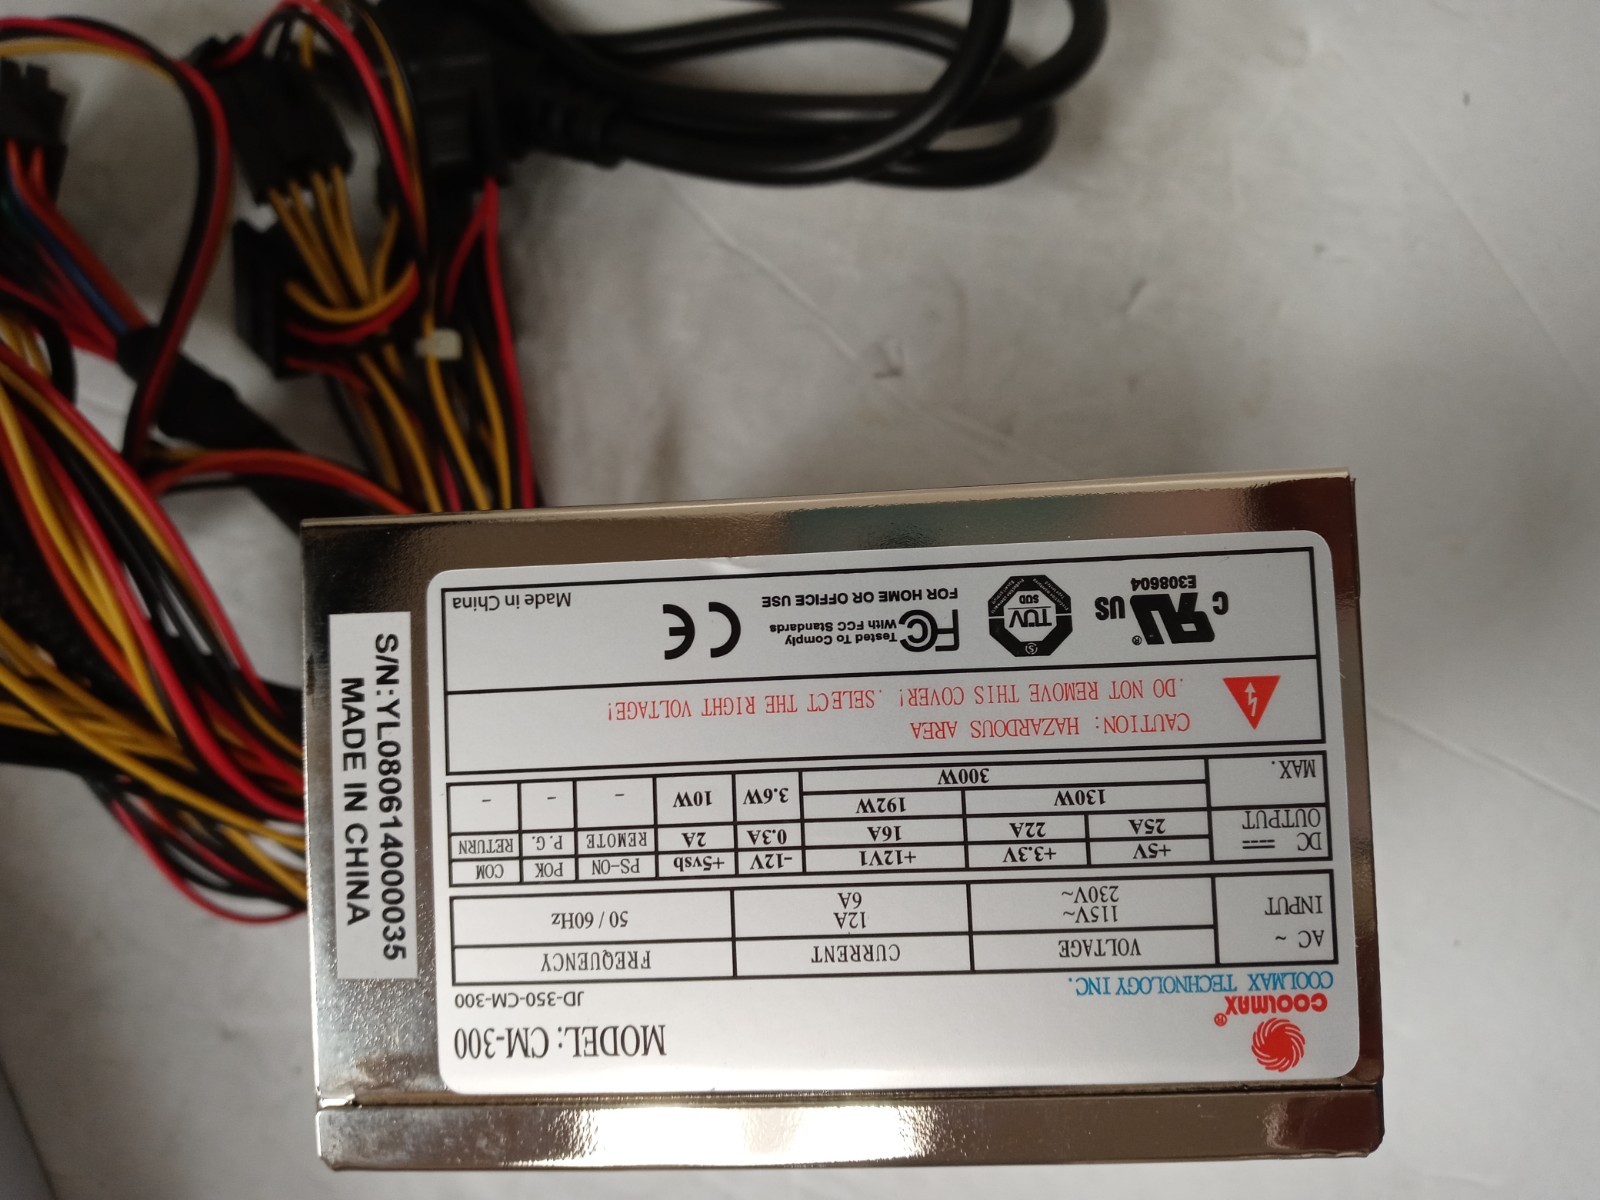 COOLMAX®
COOLMAX TECHNOLOGY INC.
MODEL: CM-300
JD-350-CM-300
AC ~ INPUT VOLTAGE CURRENT FREQUENCY
115V~ 12A 50 / 60Hz
230V~ 6A
DC OUTPUT +5V +3.3V +12V1 -12V +5vsb PS-ON POK COM
25A 22A 16A 0.3A 2A REMOTE P.G. RETURN
MAX. 130W 192W 3.6W 10W - - -
300W
CAUTION: HAZARDOUS AREA
.DO NOT REMOVE THIS COVER! .SELECT THE RIGHT VOLTAGE!
c UR US ®
E308604
TÜV
SUD
FC Tested To Comply
With FCC Standards
FOR HOME OR OFFICE USE
CE
Made in China
S/N:YL080614000035
MADE IN CHINA